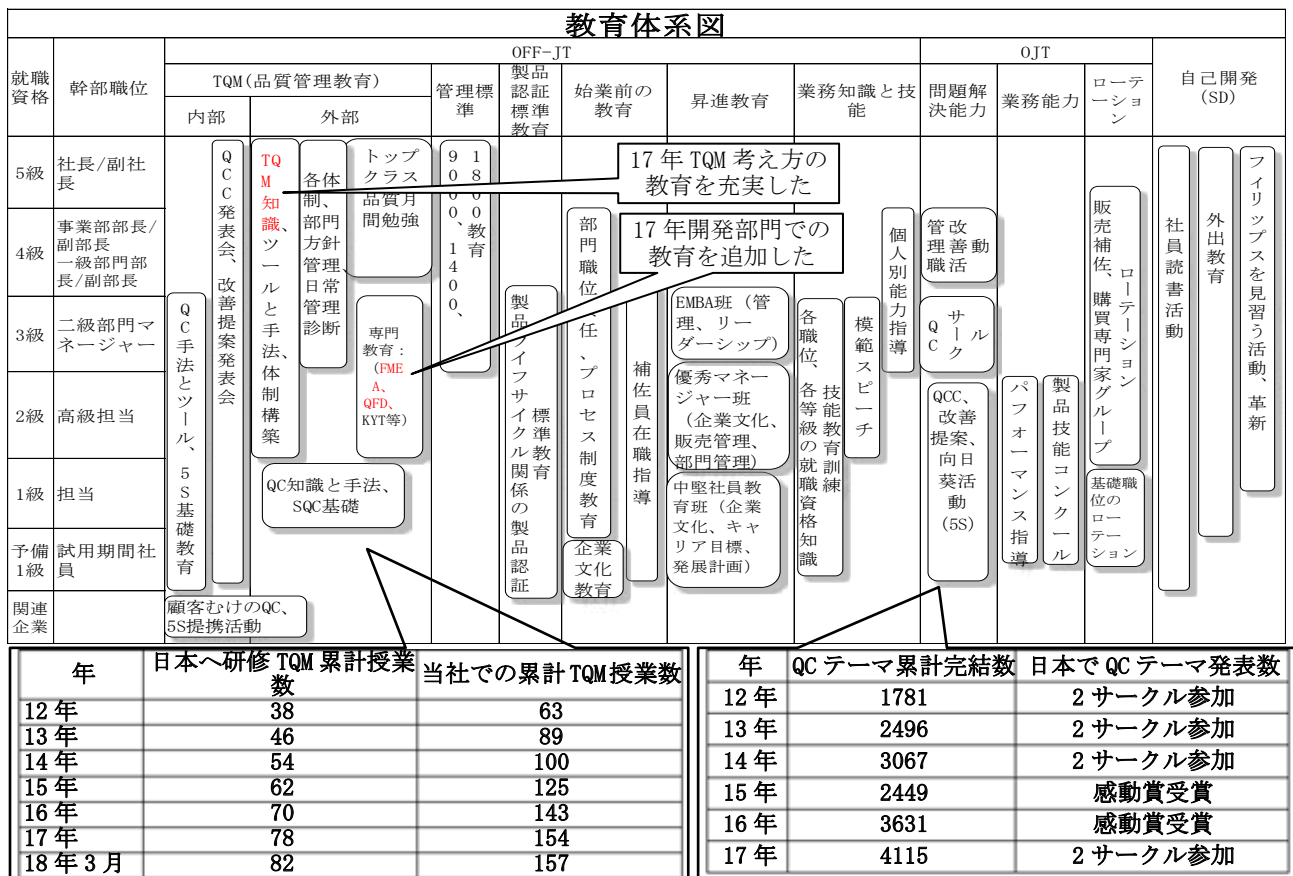 教育体系図
就職
資格
幹部職位
OFF-JT
OJT
自己開発
(SD)
TQM(品質管理教育)
内部
外部
管理標
準
製品
認証
標準
教育
始業前の
教育
昇進教育
業務知識と技
能
問題解
決能力
業務能力
ローテ
ーショ
ン
5級
社長/副社
長
4級
事業部部長/
副部長
一級部門部
長/副部長
3級
二級部門マ
ネージャー
2級
高級担当
1級
担当
予備
1級
試用期間社
員
関連
企業
QC手法とツール、5S基礎教育
QCC発表会、改善提案発表会
TQM知識、ツールと手法、体制構築
各体
制、
部門
方針
管理、
日常
管理
診断
トップ
クラス
品質月
間勉強
専門
教育：
（FME
A、
QFD、
KYT等）
QC知識と手法、
SQC基礎
顧客むけのQC、
5S提携活動
9000、1400、
1800教育
製品ライフサイクル関係の製品認証
標準教育
部門職位、任、プロセス制度教育
企業
文化
教育
補佐員在職指導
17年TQM考え方の
教育を充実した
17年開発部門での
教育を追加した
EMBA班（管
理、リー
ダーシップ）
優秀マネー
ジャー班
（企業文化、
販売管理、
部門管理）
中堅社員教
育班（企業
文化、キャ
リア目標、
発展計画）
各職位、各等級の就職資格知識
技能教育訓練
模範スピーチ
個人別能力指導
管改
理善動
職活
QC
サークル
QCC、
改善
提案、
向日
葵活
動
(5S)
パフォーマンス指導
製品技能コンクール
販売補佐、購買専門家グループ
ローテーション
基礎職
位の
ロー
テー
ション
社員読書活動
外出教育
フィリップスを見習う活動、革新
年
日本へ研修TQM累計授業
数
当社での累計TQM授業数
12年 38 63
13年 46 89
14年 54 100
15年 62 125
16年 70 143
17年 78 154
18年3月 82 157
年 QCテーマ累計完結数 日本でQCテーマ発表数
12年 1781 2サークル参加
13年 2496 2サークル参加
14年 3067 2サークル参加
15年 2449 感動賞受賞
16年 3631 感動賞受賞
17年 4115 2サークル参加